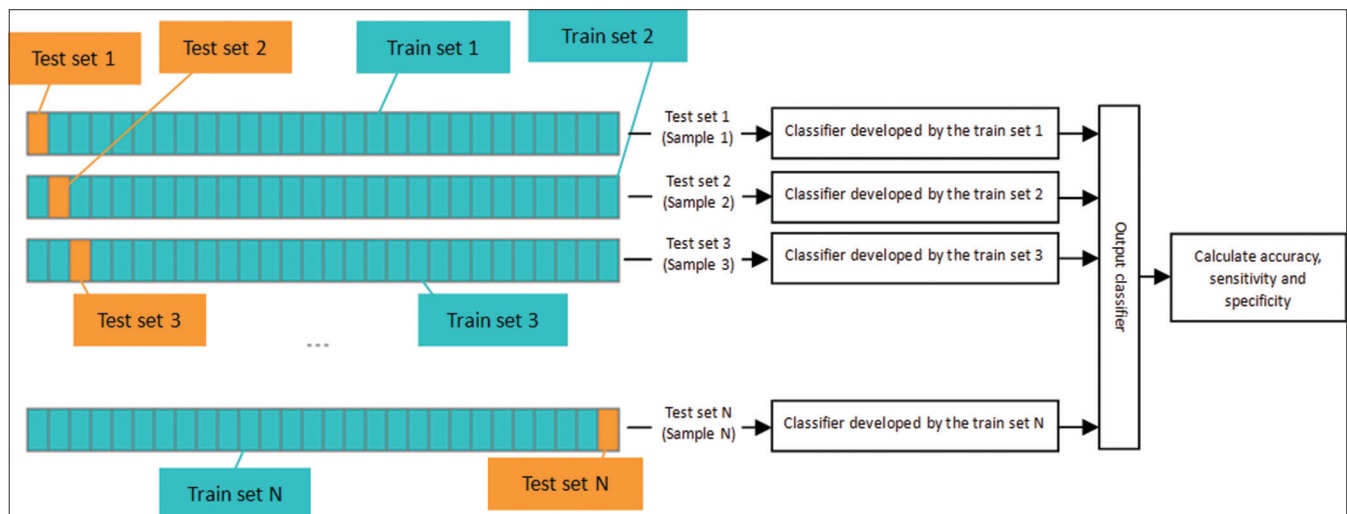 Test set 1
Test set 2
Train set 1
Train set 2
Test set 1
(Sample 1)
Classifier developed by the train set 1
Test set 2
(Sample 2)
Classifier developed by the train set 2
Test set 3
(Sample 3)
Classifier developed by the train set 3
Test set 3
Train set 3
...
Test set N
(Sample N)
Classifier developed by the train set N
Train set N
Test set N
Output classifier
Calculate accuracy,
sensitivity and
specificity